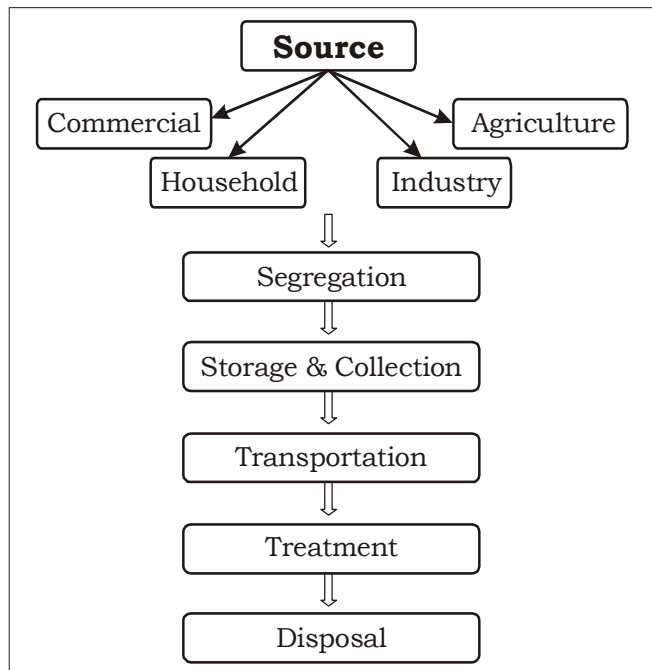 Source
Commercial
Agriculture
Household
Industry
Segregation
Storage & Collection
Transportation
Treatment
Disposal